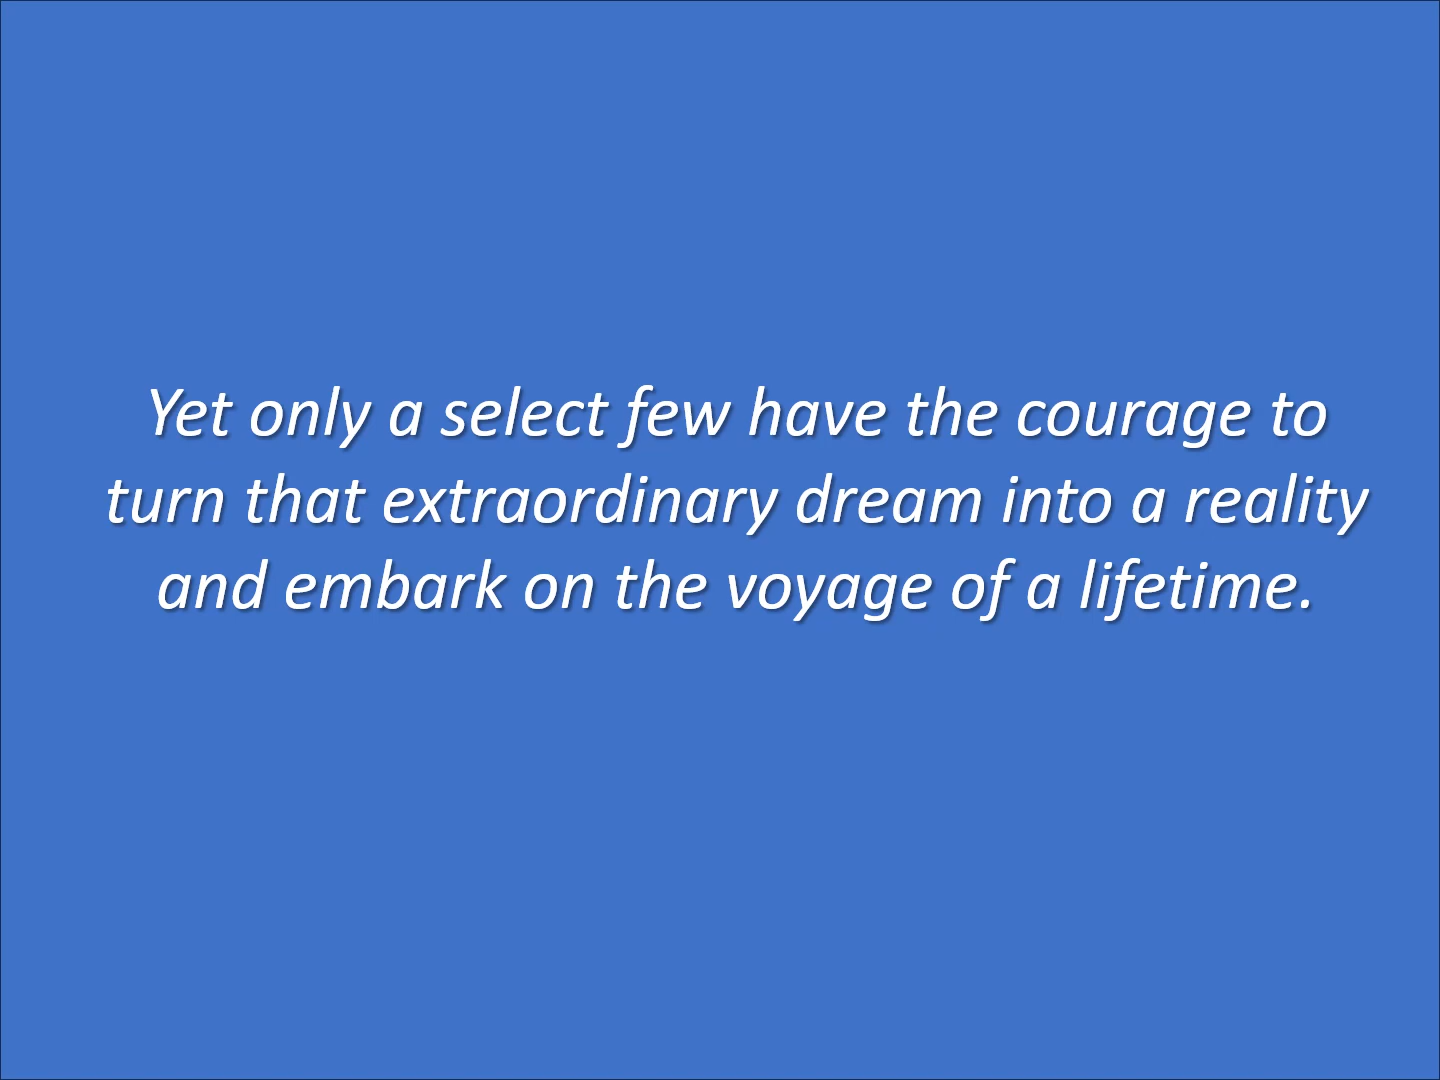 Yet only a select few have the courage to
turn that extraordinary dream into a reality
and embark on the voyage of a lifetime.